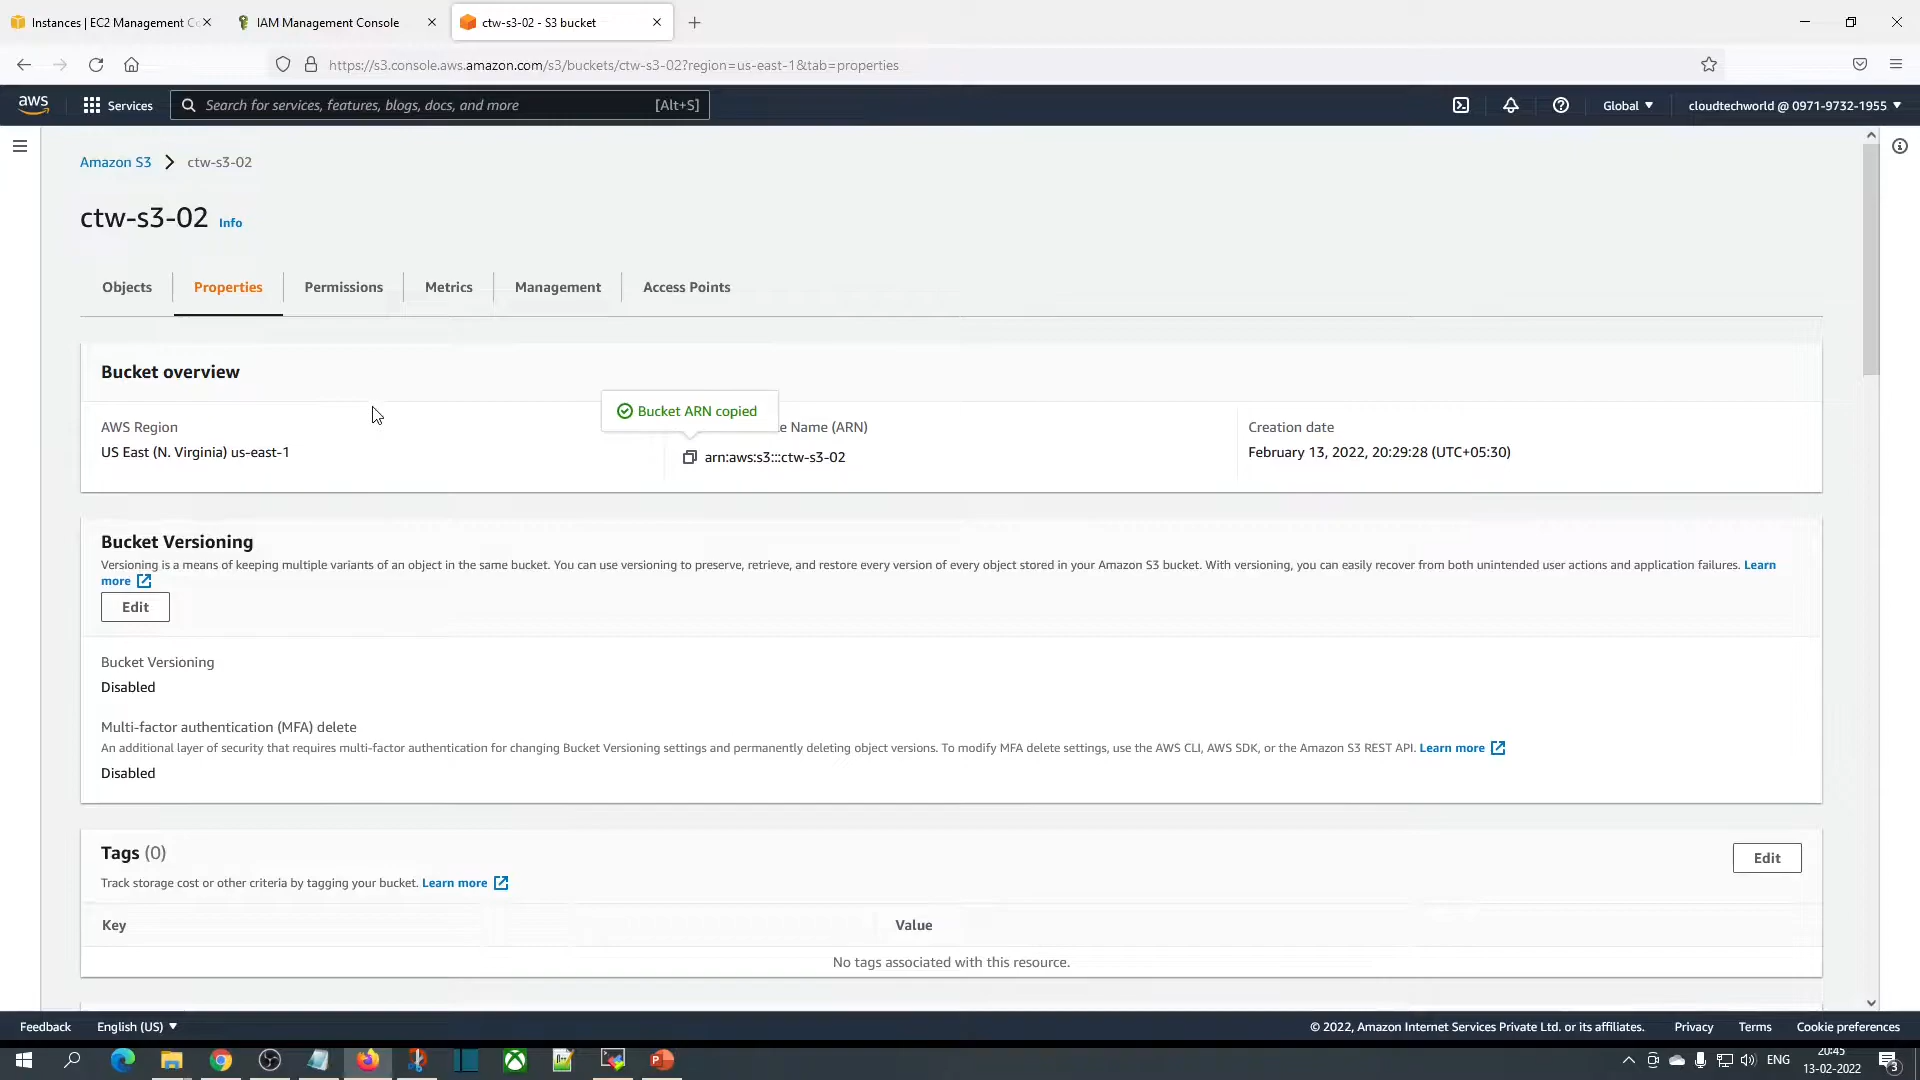 Instances | EC2 Management Co
IAM Management Console
ctw-s3-02 - S3 bucket
https://s3.console.aws.amazon.com/s3/buckets/ctw-s3-02?region=us-east-1&tab=properties
aws
Services
Search for services, features, blogs, docs, and more
[Alt+S]
Global
cloudtechworld @ 0971-9732-1955
Amazon S3
ctw-s3-02
ctw-s3-02 Info
Objects
Properties
Permissions
Metrics
Management
Access Points
Bucket overview
AWS Region
US East (N. Virginia) us-east-1
Bucket ARN copied
e Name (ARN)
arn:aws:s3:::ctw-s3-02
Creation date
February 13, 2022, 20:29:28 (UTC+05:30)
Bucket Versioning
Versioning is a means of keeping multiple variants of an object in the same bucket. You can use versioning to preserve, retrieve, and restore every version of every object stored in your Amazon S3 bucket. With versioning, you can easily recover from both unintended user actions and application failures. Learn
more
Edit
Bucket Versioning
Disabled
Multi-factor authentication (MFA) delete
An additional layer of security that requires multi-factor authentication for changing Bucket Versioning settings and permanently deleting object versions. To modify MFA delete settings, use the AWS CLI, AWS SDK, or the Amazon S3 REST API. Learn more
Disabled
Tags (0)
Edit
Track storage cost or other criteria by tagging your bucket. Learn more
Key
Value
No tags associated with this resource.
Feedback
English (US)
© 2022, Amazon Internet Services Private Ltd. or its affiliates.
Privacy
Terms
Cookie preferences
ENG
20:45
13-02-2022
3